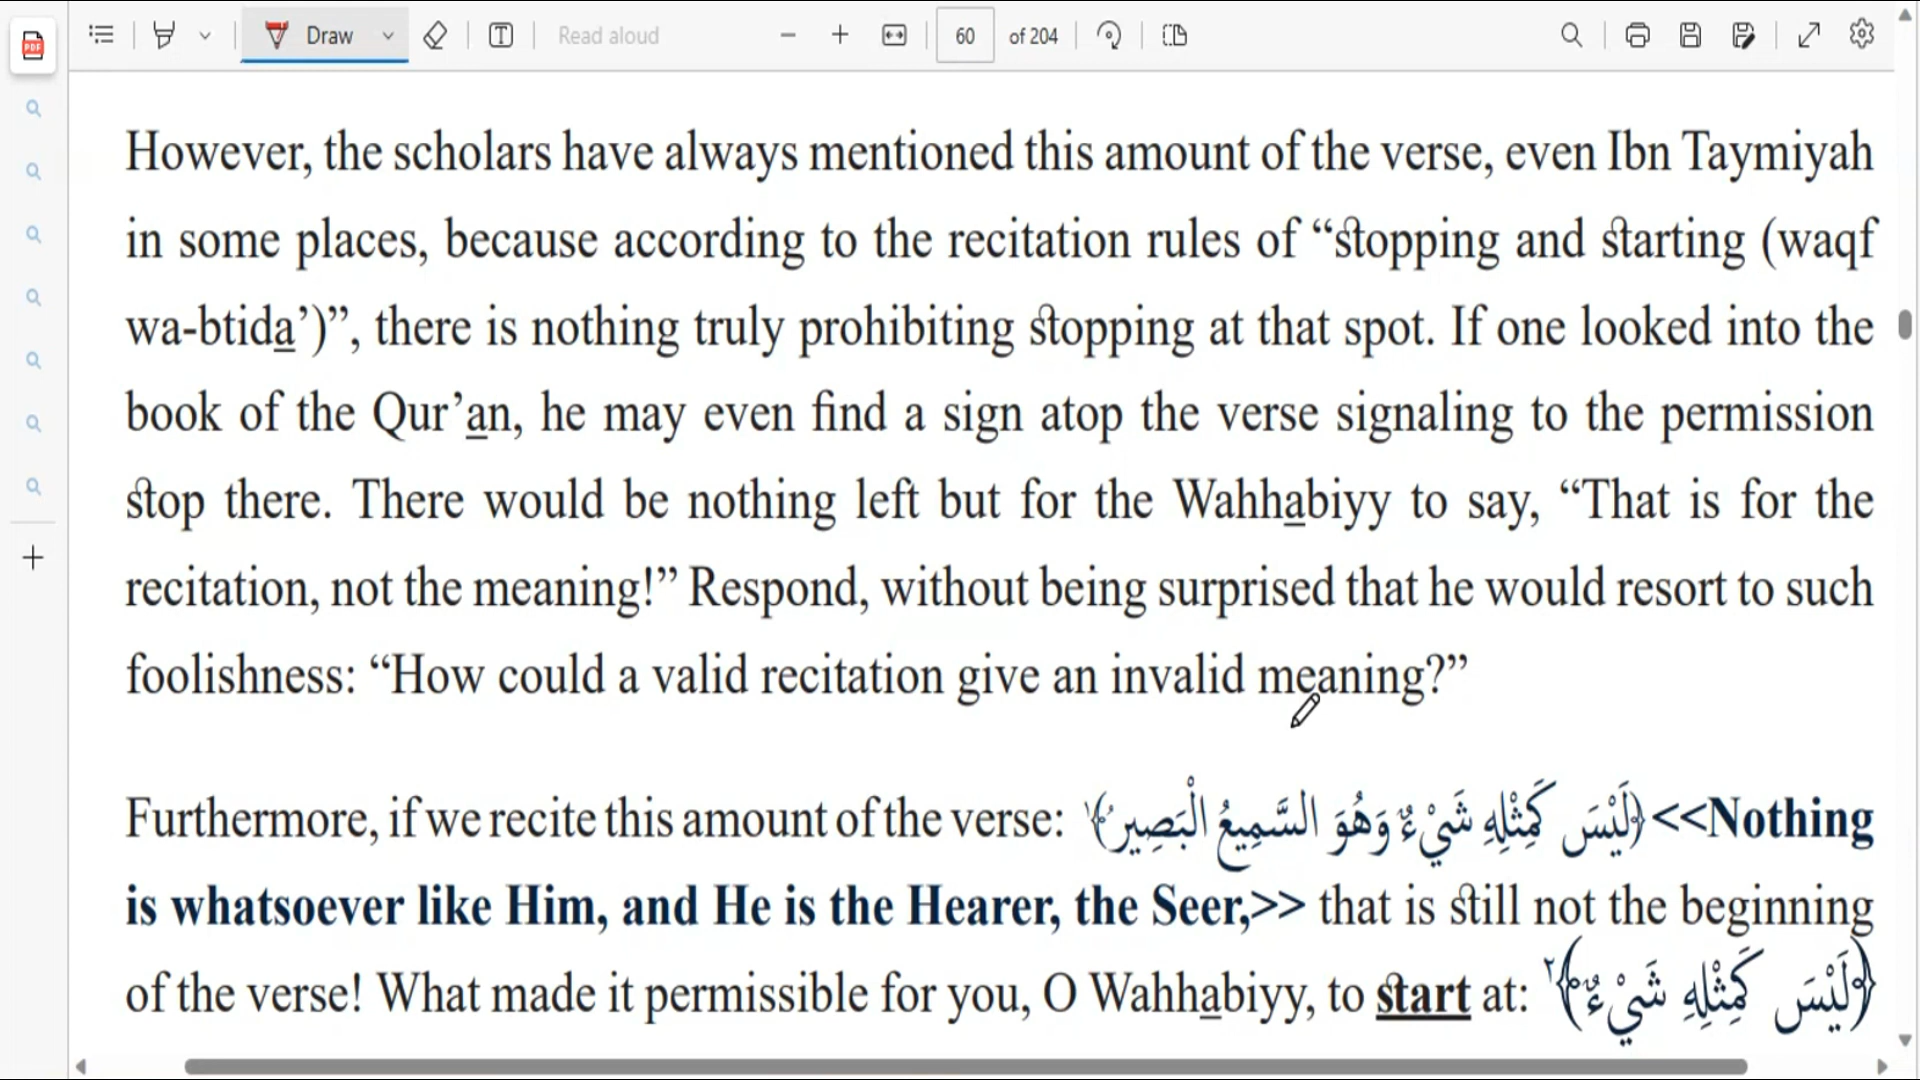 Draw
Read aloud
60
of 204
PDF
However, the scholars have always mentioned this amount of the verse, even Ibn Taymiyah
in some places, because according to the recitation rules of “stopping and starting (waqf
wa-btida’)”, there is nothing truly prohibiting stopping at that spot. If one looked into the
book of the Qur’an, he may even find a sign atop the verse signaling to the permission
stop there. There would be nothing left but for the Wahhabiyy to say, “That is for the
recitation, not the meaning!” Respond, without being surprised that he would resort to such
foolishness: “How could a valid recitation give an invalid meaning?”
Furthermore, if we recite this amount of the verse: ﴿لَيْسَ كَمِثْلِهِ شَيْءٌ وَهُوَ السَّمِيعُ الْبَصِيرُ﴾١ <<Nothing
is whatsoever like Him, and He is the Hearer, the Seer,>> that is still not the beginning
of the verse! What made it permissible for you, O Wahhabiyy, to start at: ﴿لَيْسَ كَمِثْلِهِ شَيْءٌ﴾٢